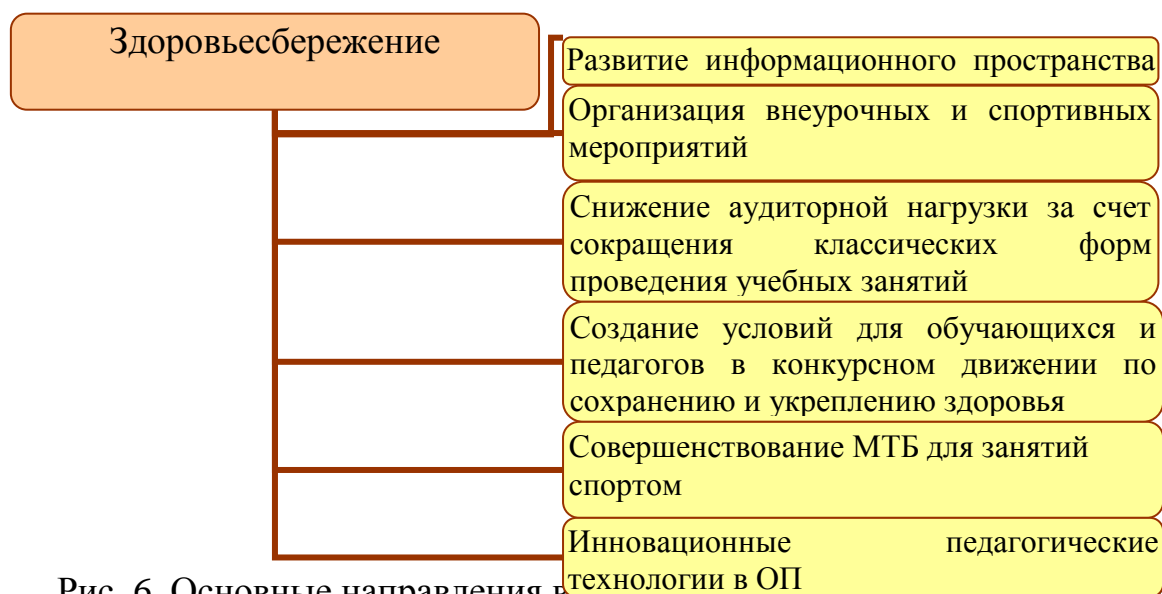 Здоровьесбережение
Развитие информационного пространства
Организация внеурочных и спортивных
мероприятий
Снижение аудиторной нагрузки за счет
сокращения классических форм
проведения учебных занятий
Создание условий для обучающихся и
педагогов в конкурсном движении по
сохранению и укреплению здоровья
Совершенствование МТБ для занятий
спортом
Инновационные педагогические
технологии в ОП
Рис. 6. Основные направления в